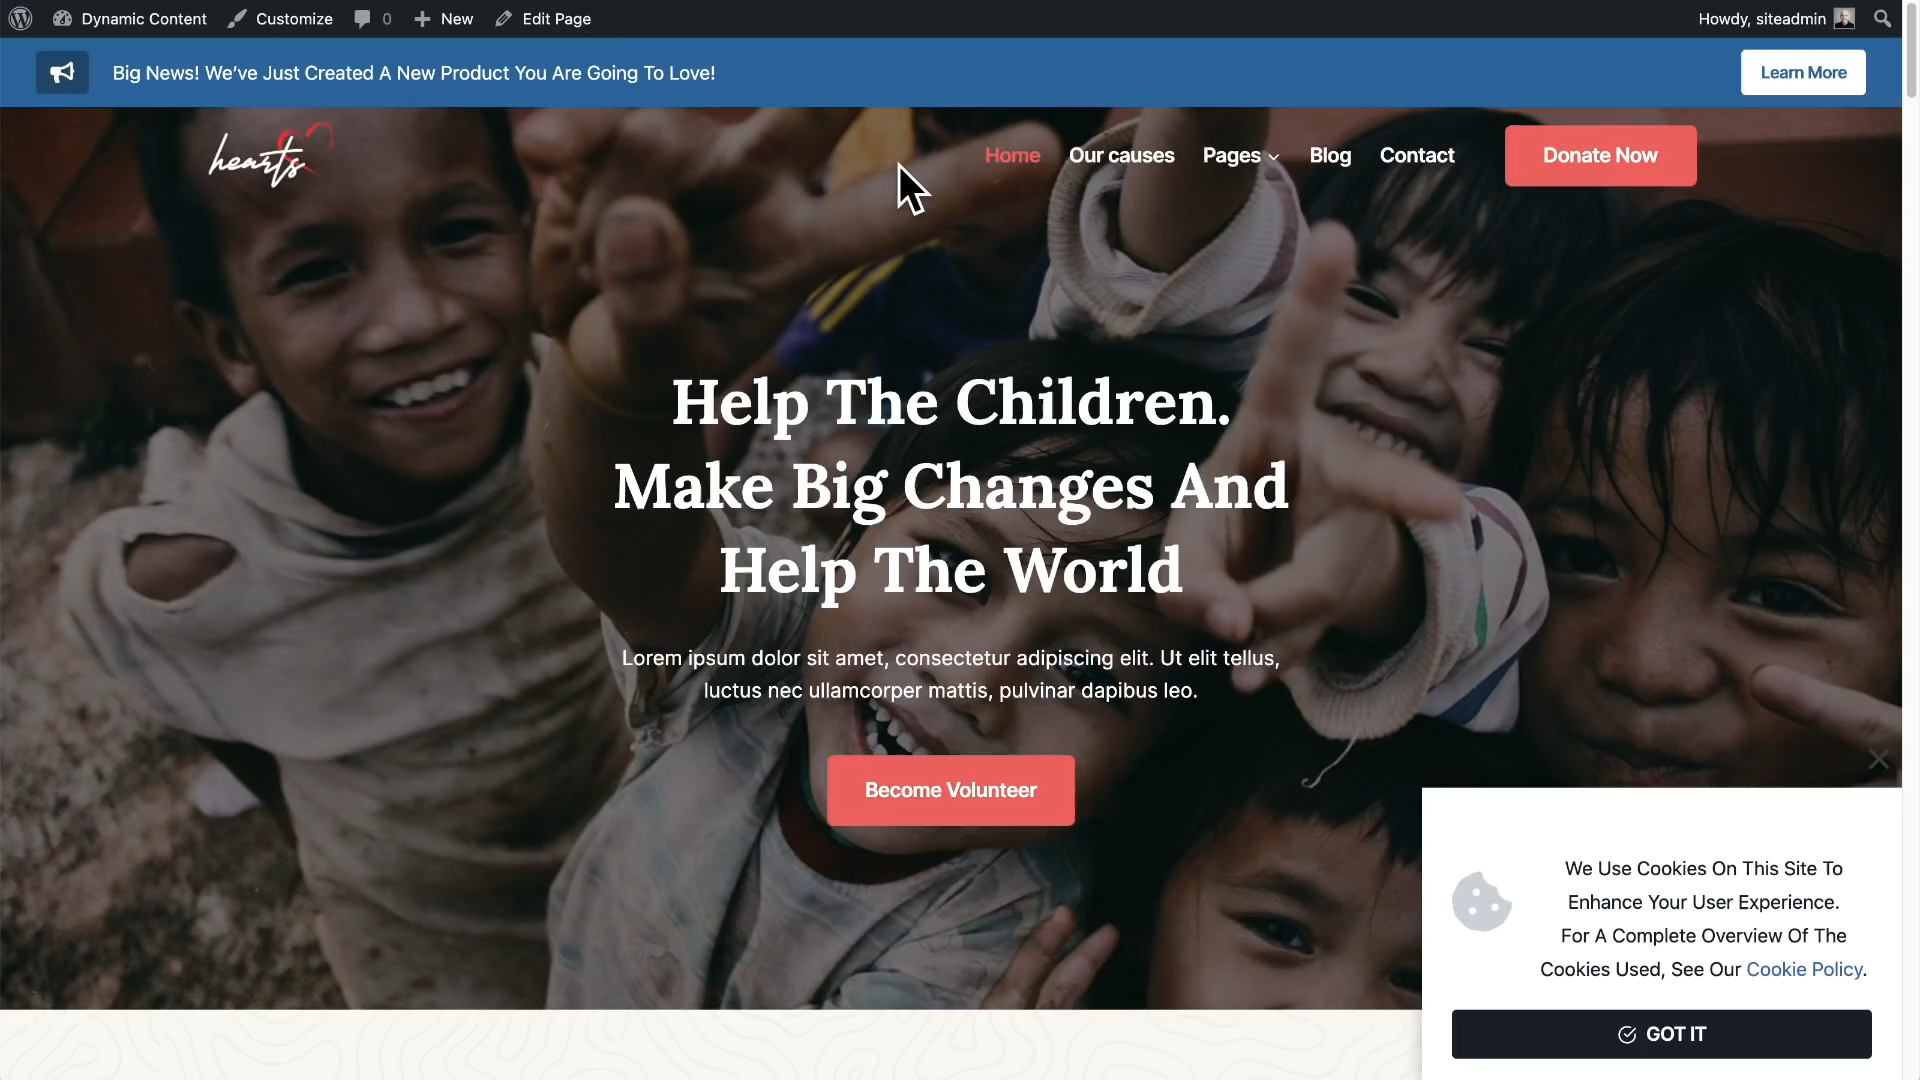 Dynamic Content Customize 0 New Edit Page Howdy, siteadmin
Big News! We've Just Created A New Product You Are Going To Love! Learn More
hearts Home Our causes Pages Blog Contact Donate Now
Help The Children.
Make Big Changes And
Help The World
Lorem ipsum dolor sit amet, consectetur adipiscing elit. Ut elit tellus,
luctus nec ullamcorper mattis, pulvinar dapibus leo.
Become Volunteer
We Use Cookies On This Site To
Enhance Your User Experience.
For A Complete Overview Of The
Cookies Used, See Our Cookie Policy.
GOT IT